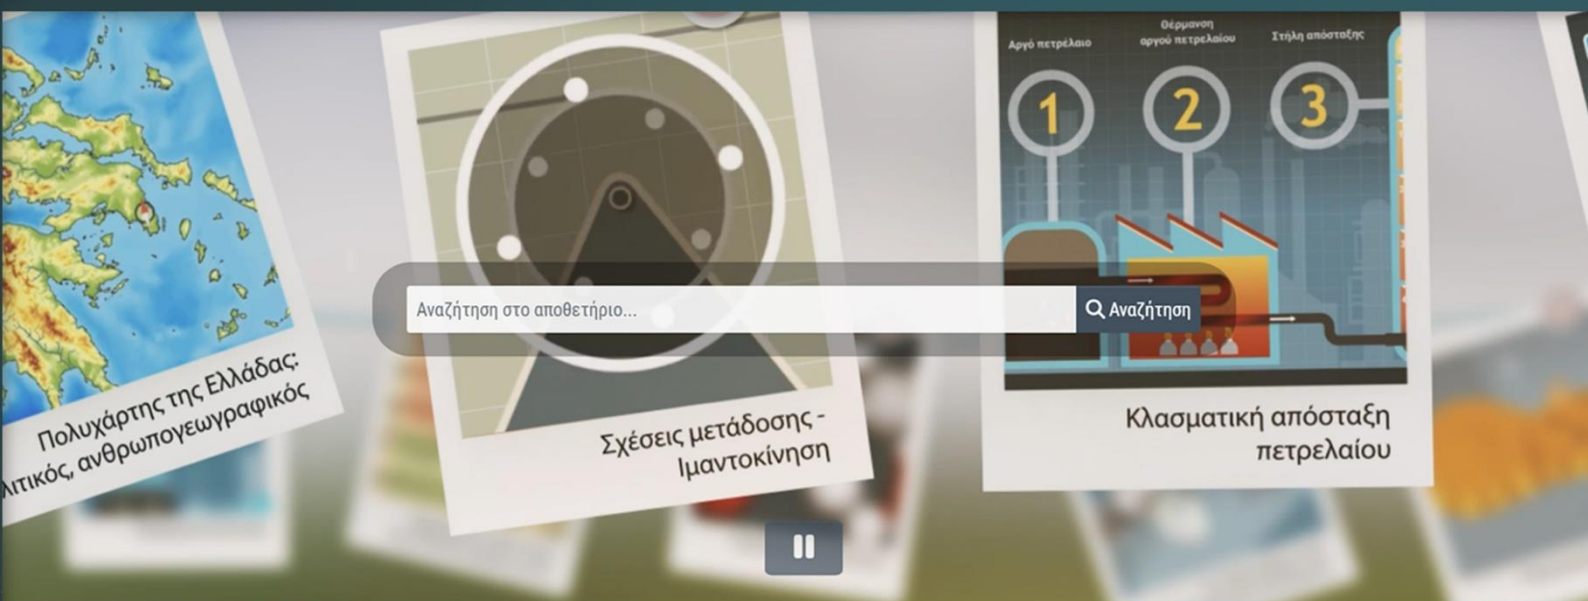 Πολυχάρτης της Ελλάδας:
ανθρωπογεωγραφικός
Σχέσεις μετάδοσης -
Ιμαντοκίνηση
Αργό πετρέλαιο
Θέρμανση
αργού πετρελαίου
Στήλη απόσταξης
1
2
3
Κλασματική απόσταξη
πετρελαίου
Αναζήτηση στο αποθετήριο...
Αναζήτηση